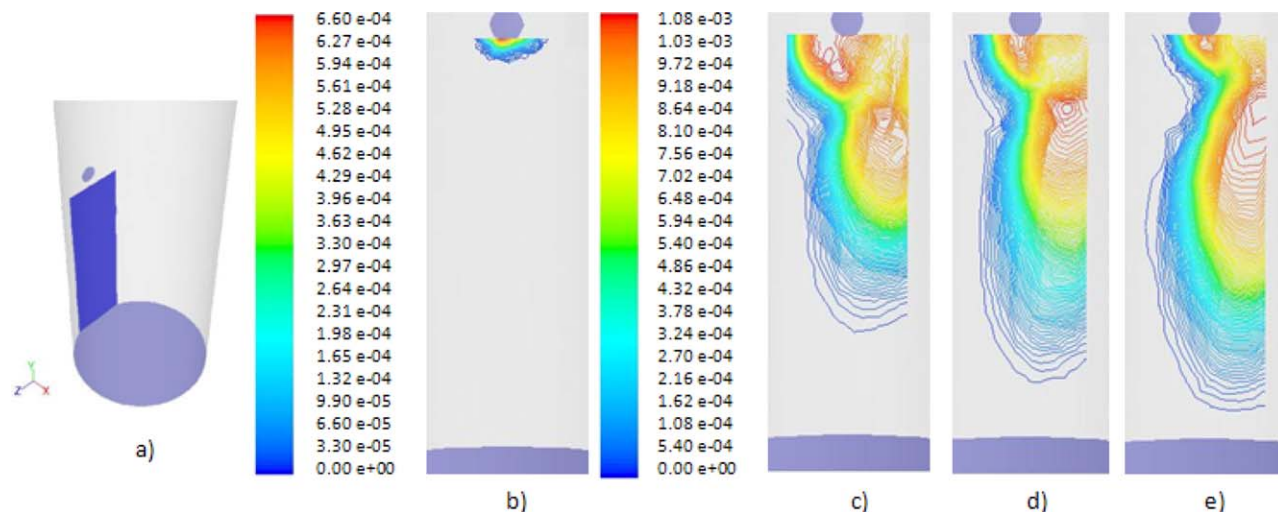 6.60 e-04
6.27 e-04
5.94 e-04
5.61 e-04
5.28 e-04
4.95 e-04
4.62 e-04
4.29 e-04
3.96 e-04
3.63 e-04
3.30 e-04
2.97 e-04
2.64 e-04
2.31 e-04
1.98 e-04
1.65 e-04
1.32 e-04
9.90 e-05
6.60 e-05
3.30 e-05
0.00 e+00
1.08 e-03
1.03 e-03
9.72 e-04
9.18 e-04
8.64 e-04
8.10 e-04
7.56 e-04
7.02 e-04
6.48 e-04
5.94 e-04
5.40 e-04
4.86 e-04
4.32 e-04
3.78 e-04
3.24 e-04
2.70 e-04
2.16 e-04
1.62 e-04
1.08 e-04
5.40 e-04
0.00 e+00
Y
Z X
a)
b) c) d) e)